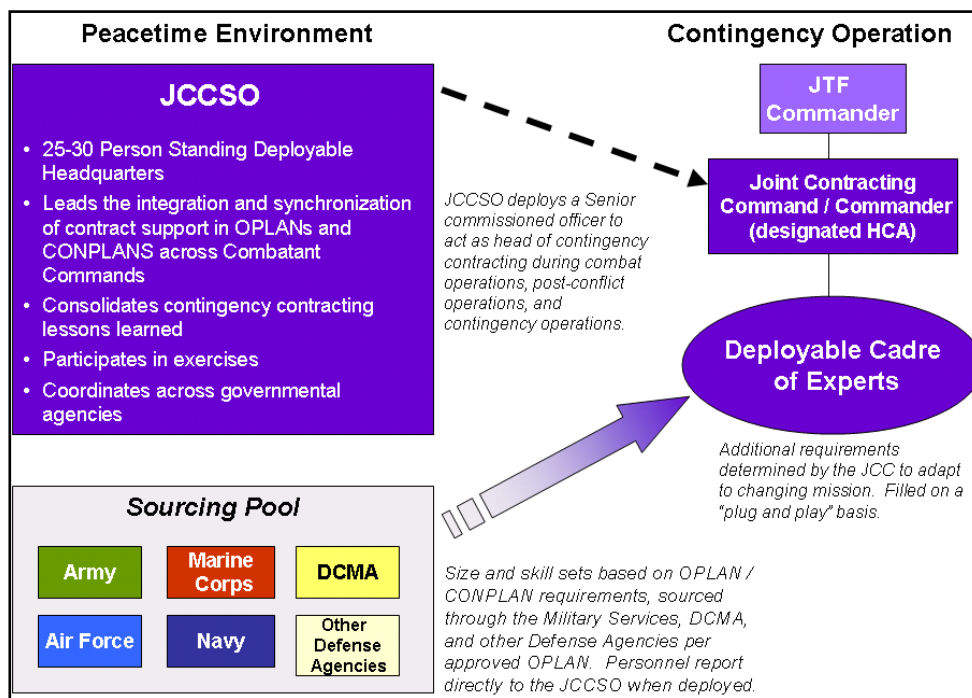 Peacetime Environment
JCCSO
• 25-30 Person Standing Deployable
Headquarters
• Leads the integration and synchronization
of contract support in OPLANs and
CONPLANS across Combatant
Commands
• Consolidates contingency contracting
lessons learned
• Participates in exercises
• Coordinates across governmental
agencies
Contingency Operation
JTF
Commander
Joint Contracting
Command / Commander
(designated HCA)
JCCSO deploys a Senior
commissioned officer to
act as head of contingency
contracting during combat
operations, post-conflict
operations, and
contingency operations.
Deployable Cadre
of Experts
Additional requirements
determined by the JCC to adapt
to changing mission.  Filled on a
"plug and play" basis.
Sourcing Pool
Army
Marine
Corps
DCMA
Air Force
Navy
Other
Defense
Agencies
Size and skill sets based on OPLAN /
CONPLAN requirements, sourced
through the Military Services, DCMA,
and other Defense Agencies per
approved OPLAN.  Personnel report
directly to the JCCSO when deployed.